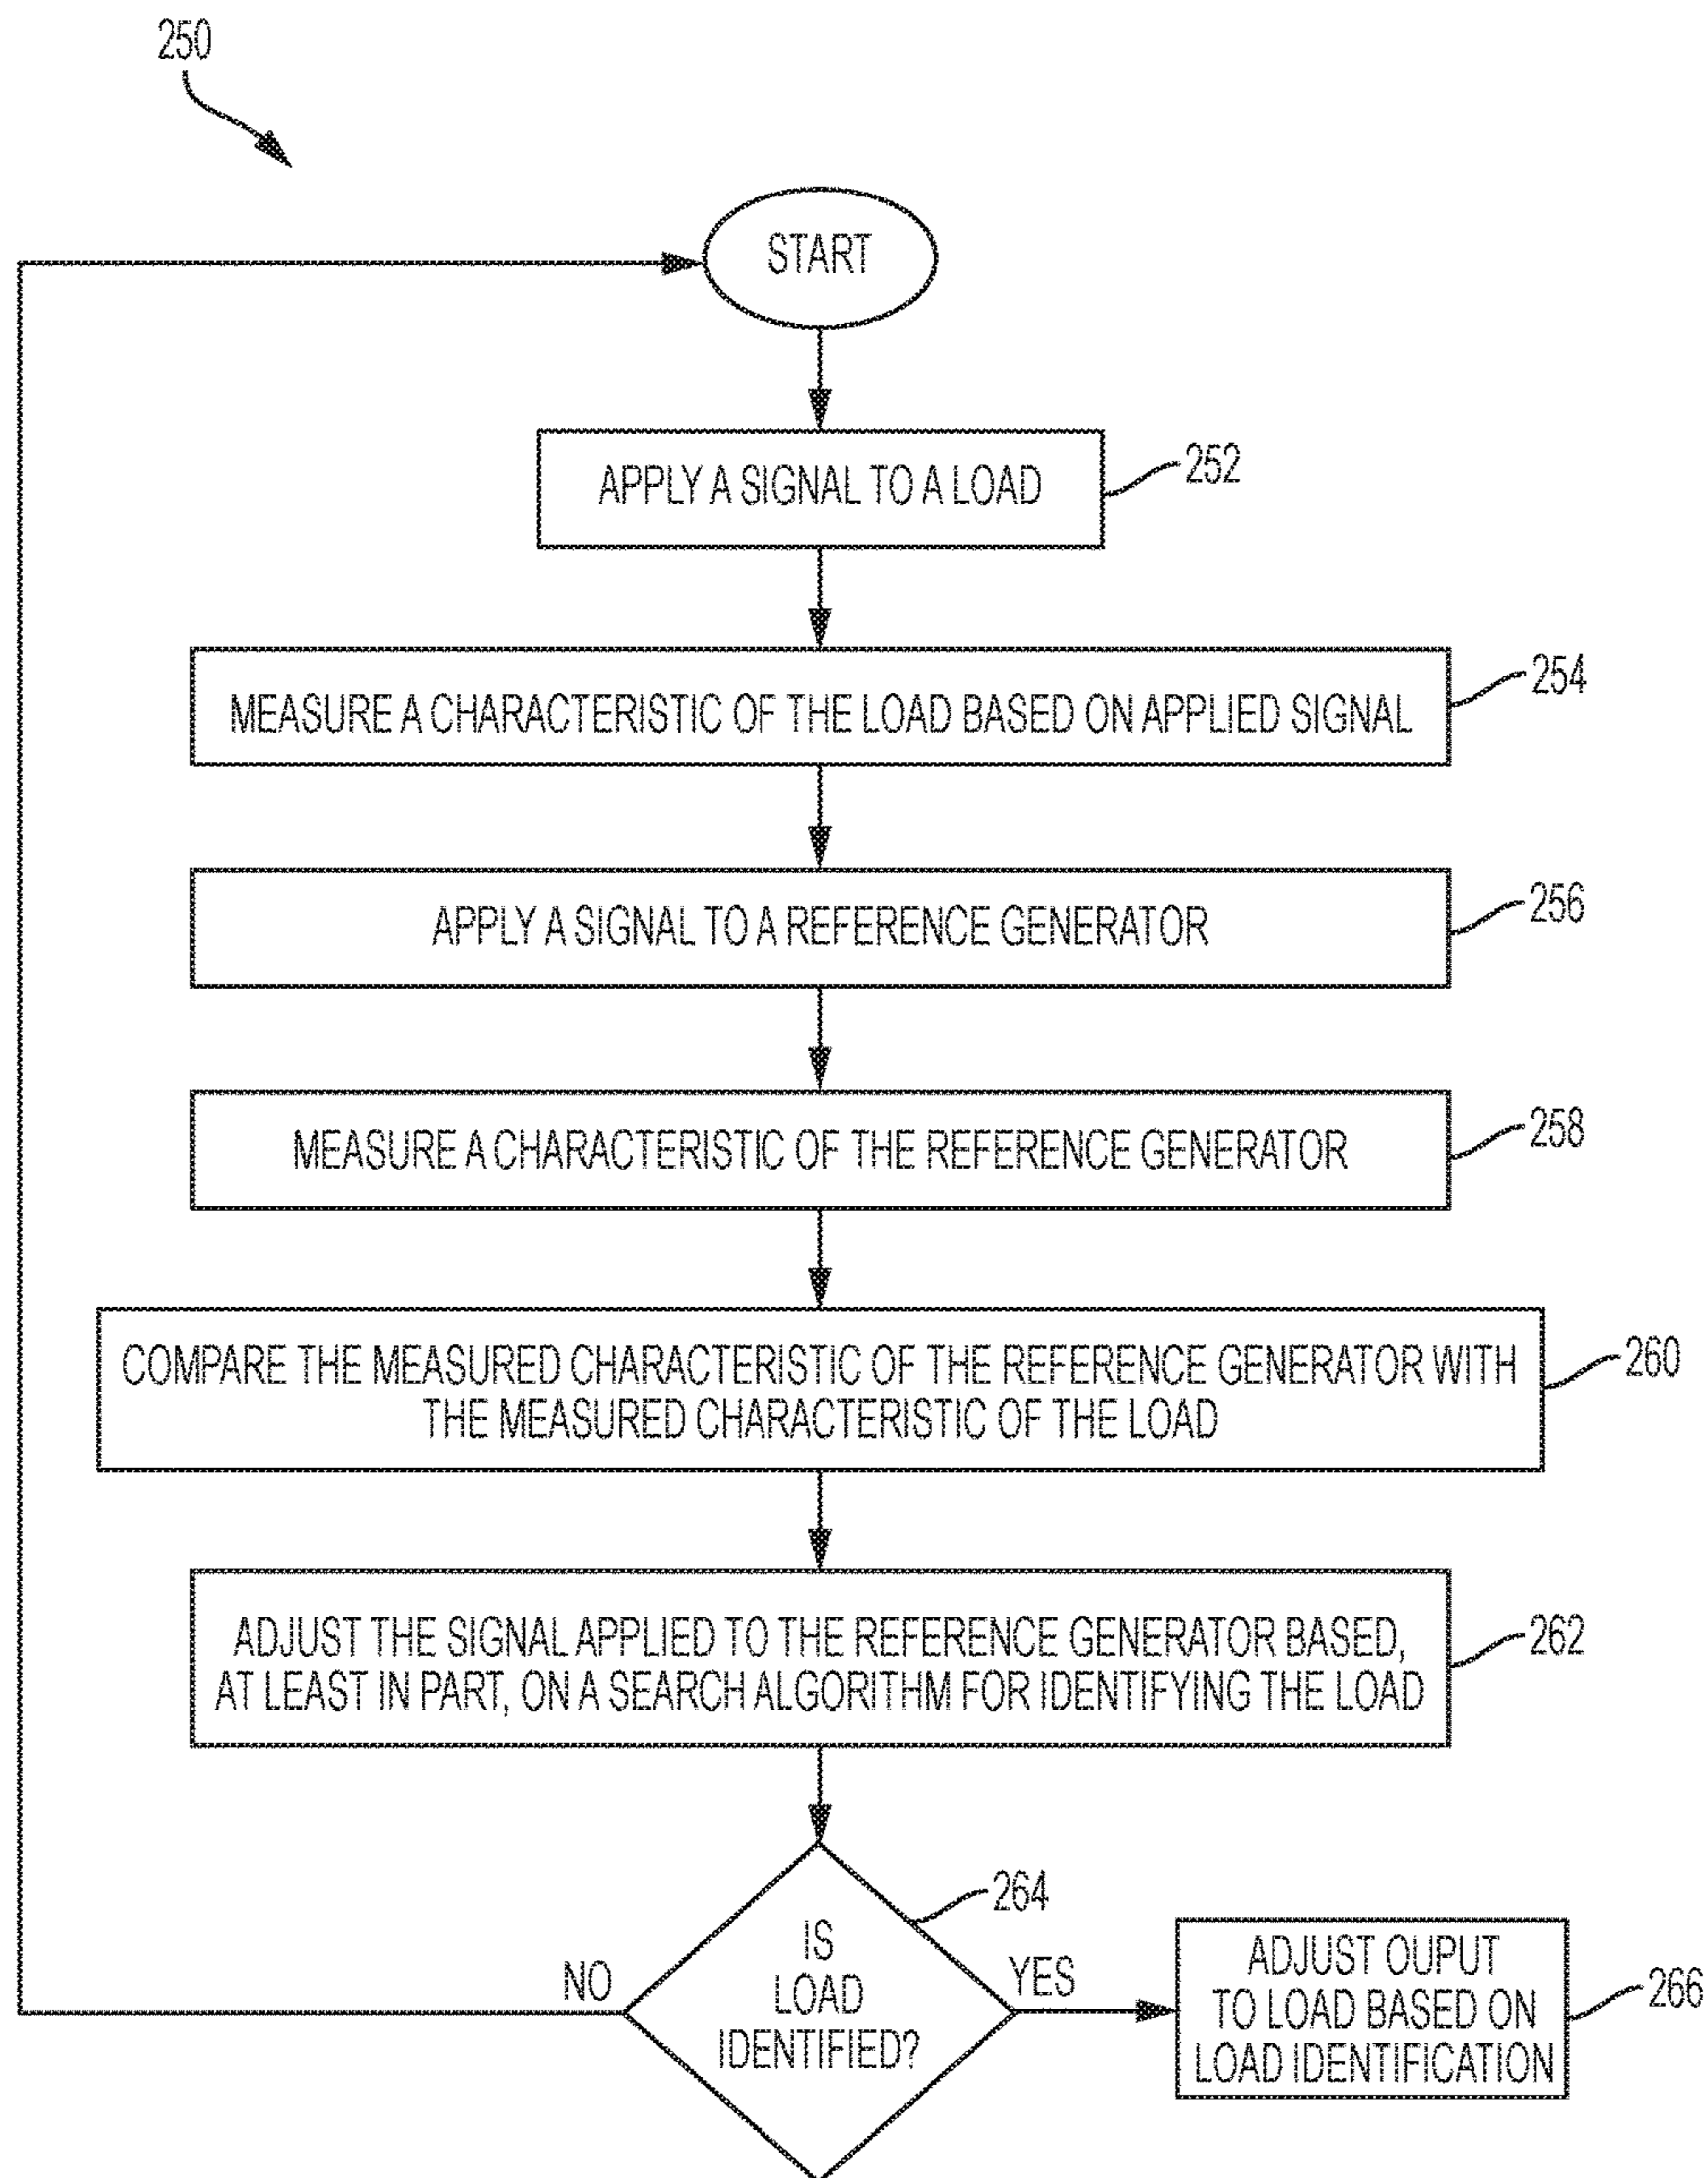 250
START
APPLY A SIGNAL TO A LOAD
252
MEASURE A CHARACTERISTIC OF THE LOAD BASED ON APPLIED SIGNAL
254
APPLY A SIGNAL TO A REFERENCE GENERATOR
256
MEASURE A CHARACTERISTIC OF THE REFERENCE GENERATOR
258
COMPARE THE MEASURED CHARACTERISTIC OF THE REFERENCE GENERATOR WITH
THE MEASURED CHARACTERISTIC OF THE LOAD
260
ADJUST THE SIGNAL APPLIED TO THE REFERENCE GENERATOR BASED,
AT LEAST IN PART, ON A SEARCH ALGORITHM FOR IDENTIFYING THE LOAD
262
IS
LOAD
IDENTIFIED?
264
NO
YES
ADJUST OUPUT
TO LOAD BASED ON
LOAD IDENTIFICATION
266